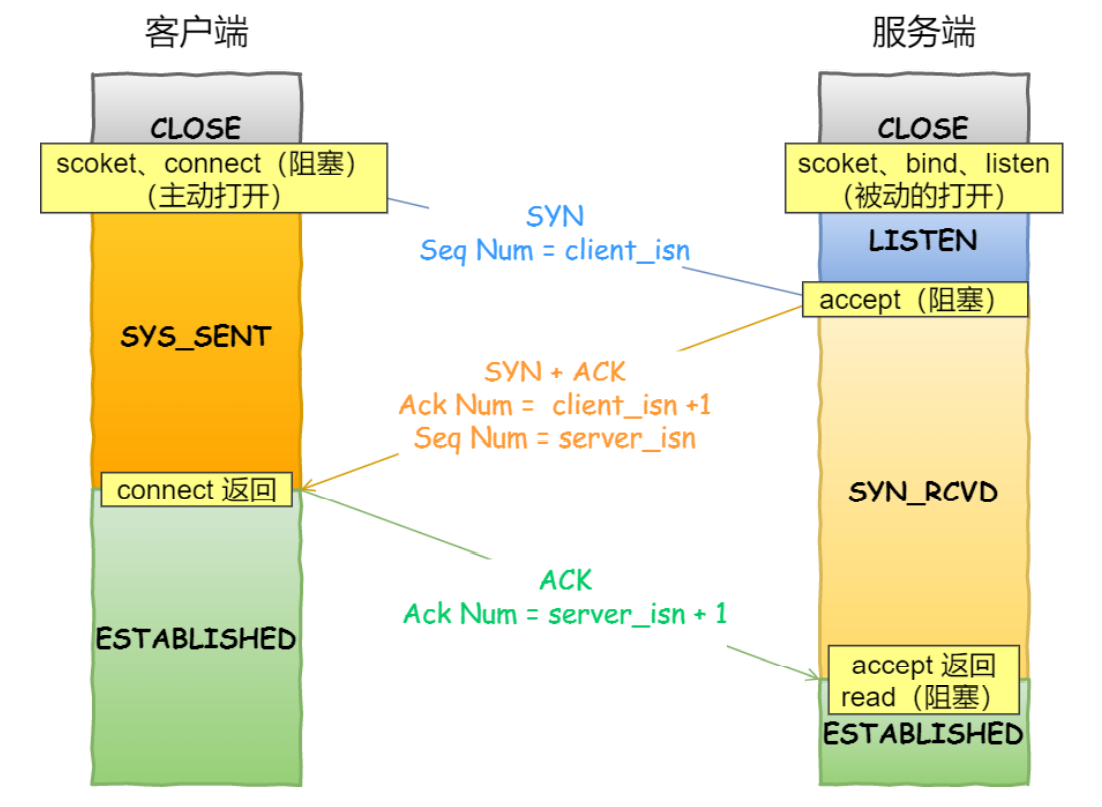 客户端
服务端
CLOSE
CLOSE
scoket、connect（阻塞）
（主动打开）
scoket、bind、listen
（被动的打开）
SYN
Seq Num = client_isn
LISTEN
accept（阻塞）
SYS_SENT
SYN + ACK
Ack Num = client_isn +1
Seq Num = server_isn
connect 返回
SYN_RCVD
ACK
Ack Num = server_isn + 1
ESTABLISHED
accept 返回
read（阻塞）
ESTABLISHED